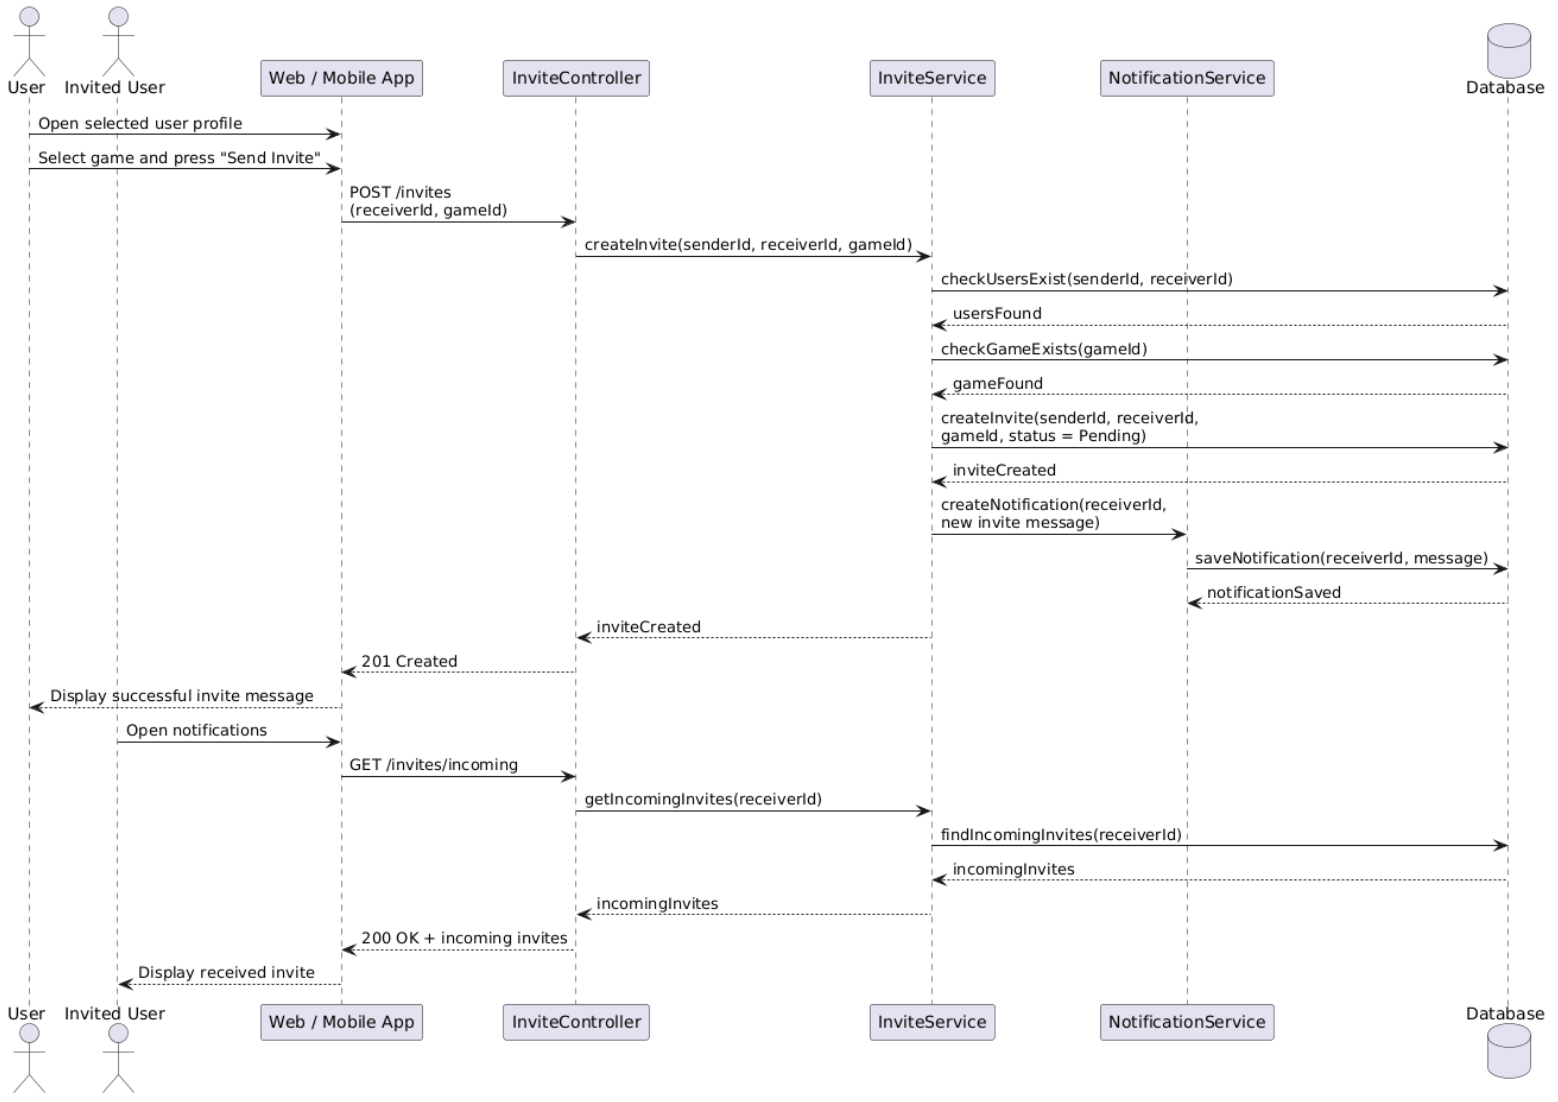 User
Invited User
Web / Mobile App
InviteController
InviteService
NotificationService
Database
Open selected user profile
Select game and press "Send Invite"
POST /invites
(receiverId, gameId)
createInvite(senderId, receiverId, gameId)
checkUsersExist(senderId, receiverId)
usersFound
checkGameExists(gameId)
gameFound
createInvite(senderId, receiverId,
gameId, status = Pending)
inviteCreated
createNotification(receiverId,
new invite message)
saveNotification(receiverId, message)
notificationSaved
inviteCreated
201 Created
Display successful invite message
Open notifications
GET /invites/incoming
getIncomingInvites(receiverId)
findIncomingInvites(receiverId)
incomingInvites
incomingInvites
200 OK + incoming invites
Display received invite
User
Invited User
Web / Mobile App
InviteController
InviteService
NotificationService
Database